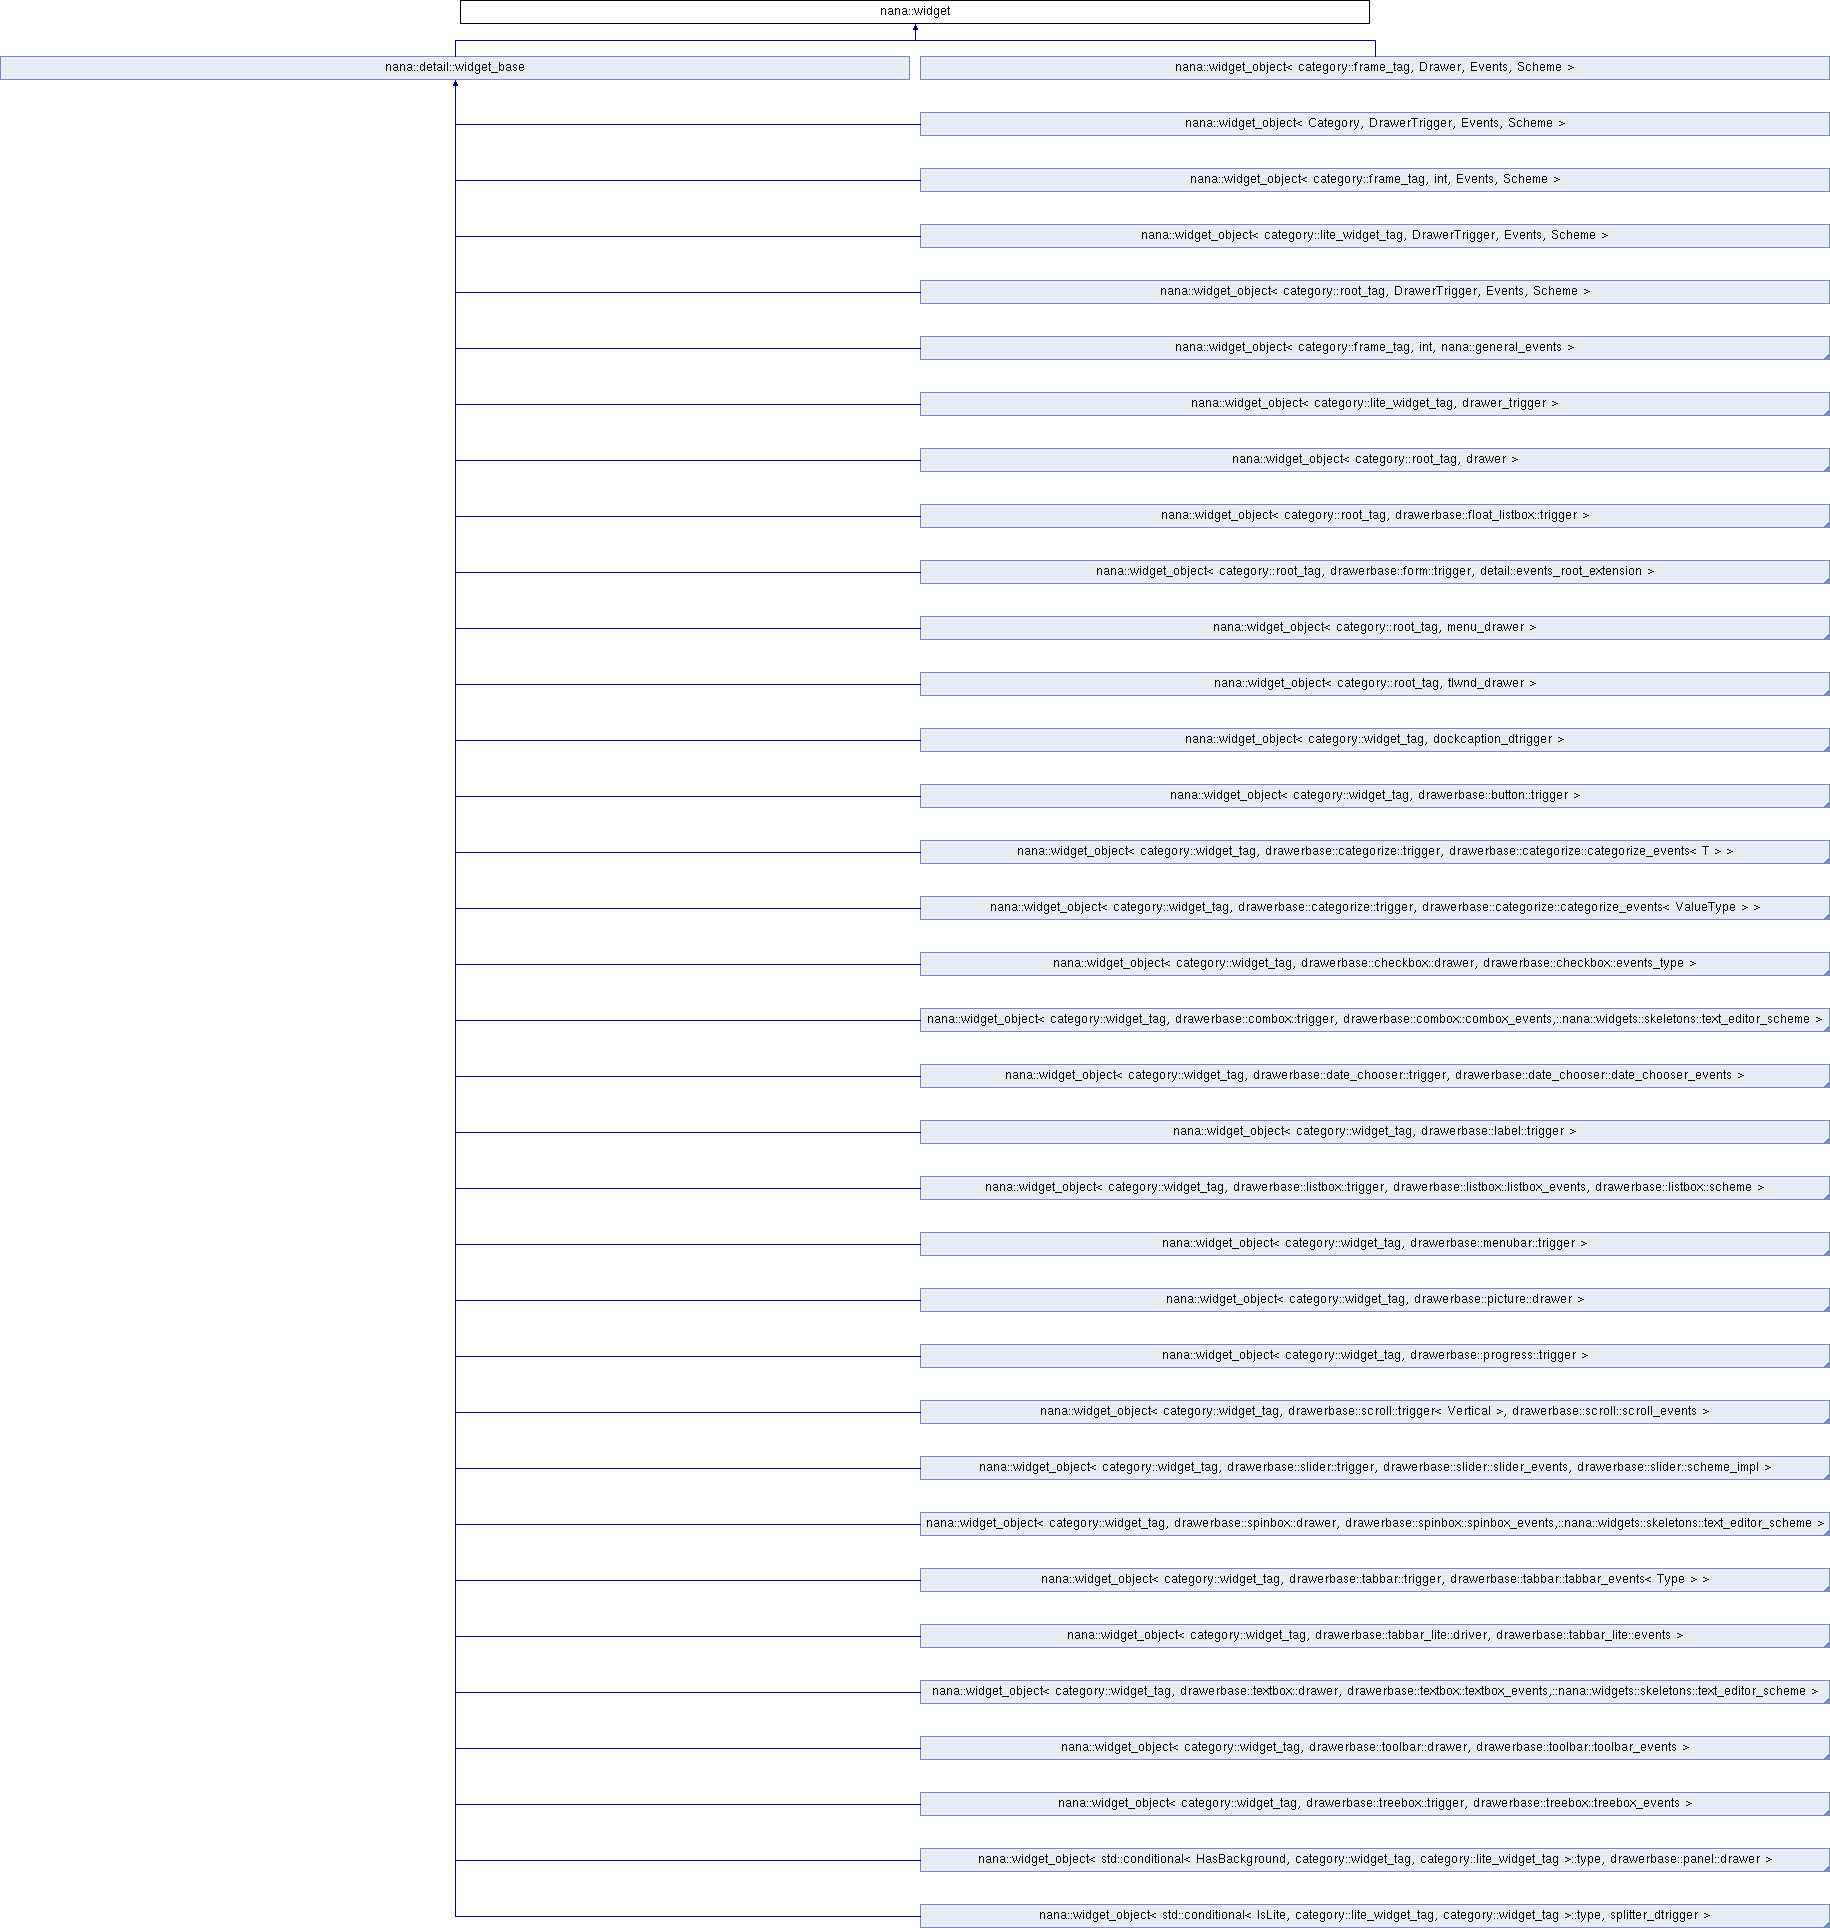 nana::widget
nana::detail::widget_base
nana::widget_object< category::frame_tag, Drawer, Events, Scheme >
nana::widget_object< Category, DrawerTrigger, Events, Scheme >
nana::widget_object< category::frame_tag, int, Events, Scheme >
nana::widget_object< category::lite_widget_tag, DrawerTrigger, Events, Scheme >
nana::widget_object< category::root_tag, DrawerTrigger, Events, Scheme >
nana::widget_object< category::frame_tag, int, nana::general_events >
nana::widget_object< category::lite_widget_tag, drawer_trigger >
nana::widget_object< category::root_tag, drawer >
nana::widget_object< category::root_tag, drawerbase::float_listbox::trigger >
nana::widget_object< category::root_tag, drawerbase::form::trigger, detail::events_root_extension >
nana::widget_object< category::root_tag, menu_drawer >
nana::widget_object< category::root_tag, tlwnd_drawer >
nana::widget_object< category::widget_tag, dockcaption_dtrigger >
nana::widget_object< category::widget_tag, drawerbase::button::trigger >
nana::widget_object< category::widget_tag, drawerbase::categorize::trigger, drawerbase::categorize::categorize_events< T > >
nana::widget_object< category::widget_tag, drawerbase::categorize::trigger, drawerbase::categorize::categorize_events< ValueType > >
nana::widget_object< category::widget_tag, drawerbase::checkbox::drawer, drawerbase::checkbox::events_type >
nana::widget_object< category::widget_tag, drawerbase::combox::trigger, drawerbase::combox::combox_events,::nana::widgets::skeletons::text_editor_scheme >
nana::widget_object< category::widget_tag, drawerbase::date_chooser::trigger, drawerbase::date_chooser::date_chooser_events >
nana::widget_object< category::widget_tag, drawerbase::label::trigger >
nana::widget_object< category::widget_tag, drawerbase::listbox::trigger, drawerbase::listbox::listbox_events, drawerbase::listbox::scheme >
nana::widget_object< category::widget_tag, drawerbase::menubar::trigger >
nana::widget_object< category::widget_tag, drawerbase::picture::drawer >
nana::widget_object< category::widget_tag, drawerbase::progress::trigger >
nana::widget_object< category::widget_tag, drawerbase::scroll::trigger< Vertical >, drawerbase::scroll::scroll_events >
nana::widget_object< category::widget_tag, drawerbase::slider::trigger, drawerbase::slider::slider_events, drawerbase::slider::scheme_impl >
nana::widget_object< category::widget_tag, drawerbase::spinbox::drawer, drawerbase::spinbox::spinbox_events,::nana::widgets::skeletons::text_editor_scheme >
nana::widget_object< category::widget_tag, drawerbase::tabbar::trigger, drawerbase::tabbar::tabbar_events< Type > >
nana::widget_object< category::widget_tag, drawerbase::tabbar_lite::driver, drawerbase::tabbar_lite::events >
nana::widget_object< category::widget_tag, drawerbase::textbox::drawer, drawerbase::textbox::textbox_events,::nana::widgets::skeletons::text_editor_scheme >
nana::widget_object< category::widget_tag, drawerbase::toolbar::drawer, drawerbase::toolbar::toolbar_events >
nana::widget_object< category::widget_tag, drawerbase::treebox::trigger, drawerbase::treebox::treebox_events >
nana::widget_object< std::conditional< HasBackground, category::widget_tag, category::lite_widget_tag >::type, drawerbase::panel::drawer >
nana::widget_object< std::conditional< IsLite, category::lite_widget_tag, category::widget_tag >::type, splitter_dtrigger >